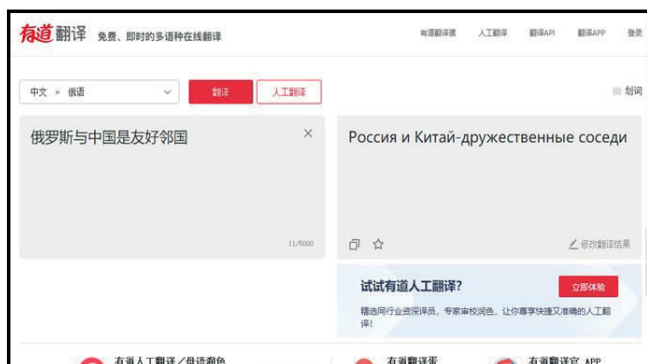 有道翻译 免费、即时的多语种在线翻译
有道翻译蛋 人工翻译 翻译API 翻译APP 登录
中文 » 俄语 翻译 人工翻译 划词
俄罗斯与中国是友好邻国
Россия и Китай-дружественные соседи
11/5000
修改翻译结果
试试有道人工翻译?
立即体验
精选同行业资深译员，专家审校润色，让你尊享快捷又准确的人工翻
译!
有道人工翻译/母语润色 有道翻译蛋 有道翻译官 APP